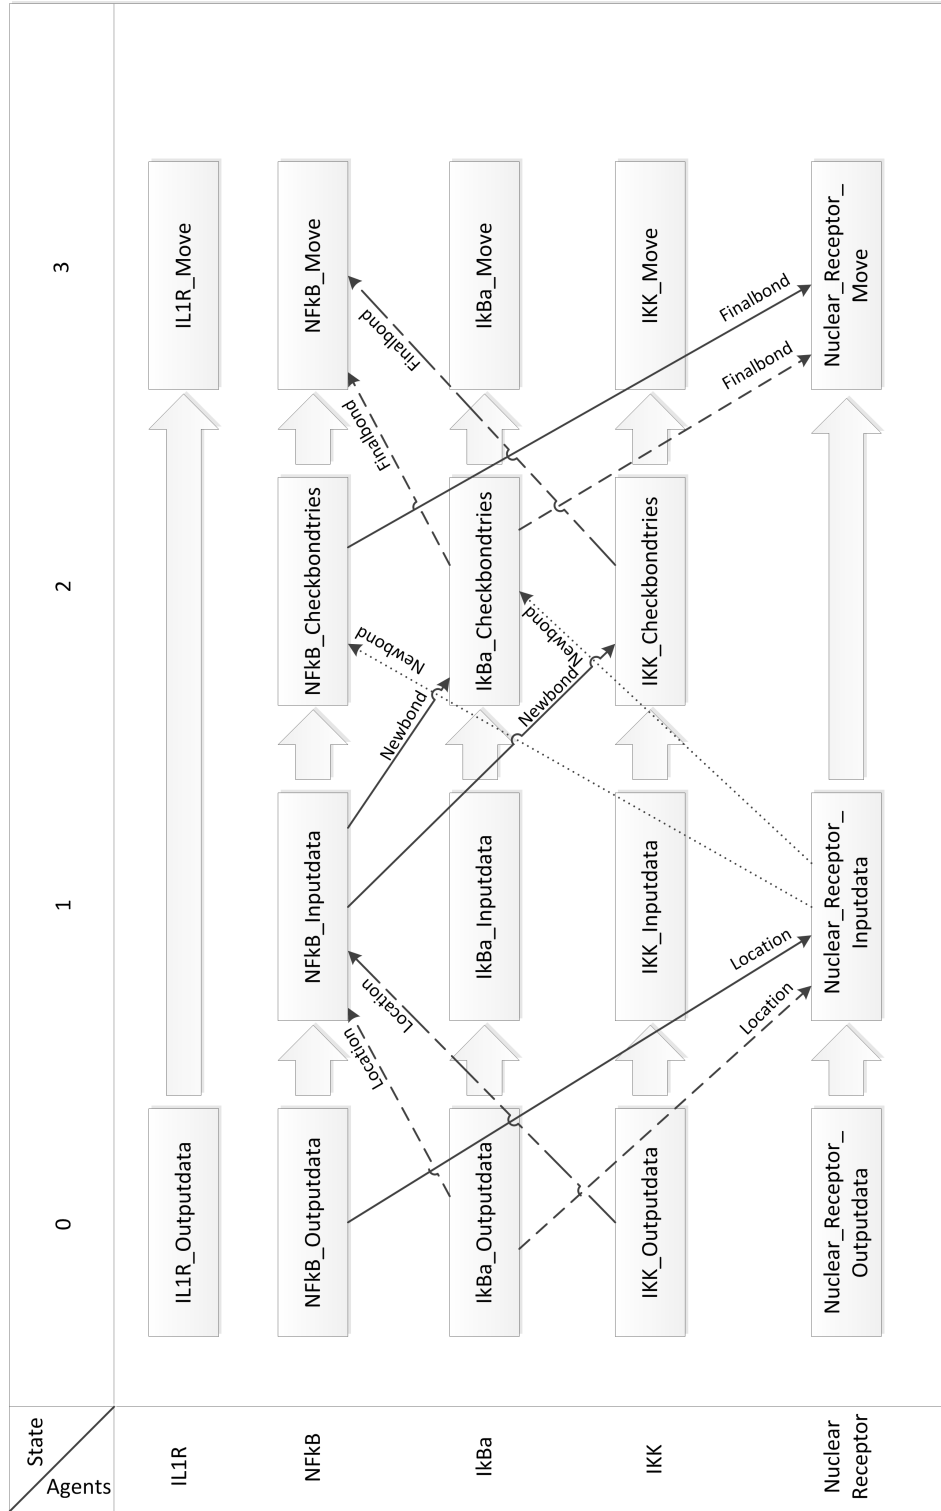 State
Agents
0
1
2
3
IL1R
IL1R_Outputdata
IL1R_Move
NFkB
NFkB_Outputdata
NFkB_Inputdata
NFkB_Checkbondtries
NFkB_Move
Location
Location
Newbond
Finalbond
Finalbond
IkBa
IkBa_Outputdata
IkBa_Inputdata
IkBa_Checkbondtries
IkBa_Move
Newbond
Newbond
Newbond
IKK
IKK_Outputdata
IKK_Inputdata
IKK_Checkbondtries
IKK_Move
Location
Location
Finalbond
Finalbond
Nuclear
Receptor
Nuclear_Receptor_
Outputdata
Nuclear_Receptor_
Inputdata
Nuclear_Receptor_
Move